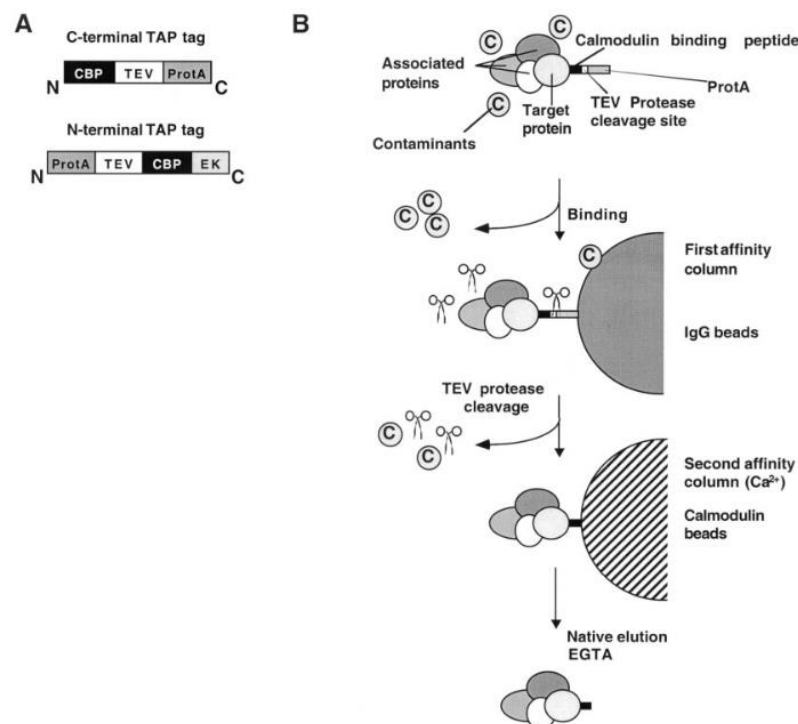 A
C-terminal TAP tag
CBP TEV ProtA
N C
N-terminal TAP tag
ProtA TEV CBP EK
N C
B
C
C
Calmodulin binding peptide
Associated
proteins
ProtA
C
Target
protein
TEV Protease
cleavage site
Contaminants
C
C
C
Binding
C
First affinity
column
IgG beads
TEV protease
cleavage
C
C
Second affinity
column (Ca2+)
Calmodulin
beads
Native elution
EGTA